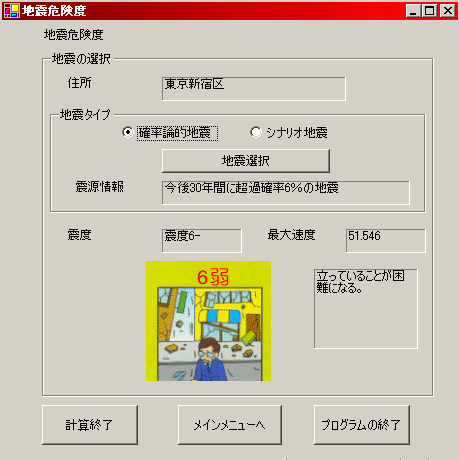 地震危険度
地震危険度
地震の選択
住所 東京新宿区
地震タイプ
確率論的地震 シナリオ地震
地震選択
震源情報 今後30年間に超過確率6%の地震
震度 震度6- 最大速度 51.546
6弱
立っていることが困
難になる。
計算終了 メインメニューへ プログラムの終了